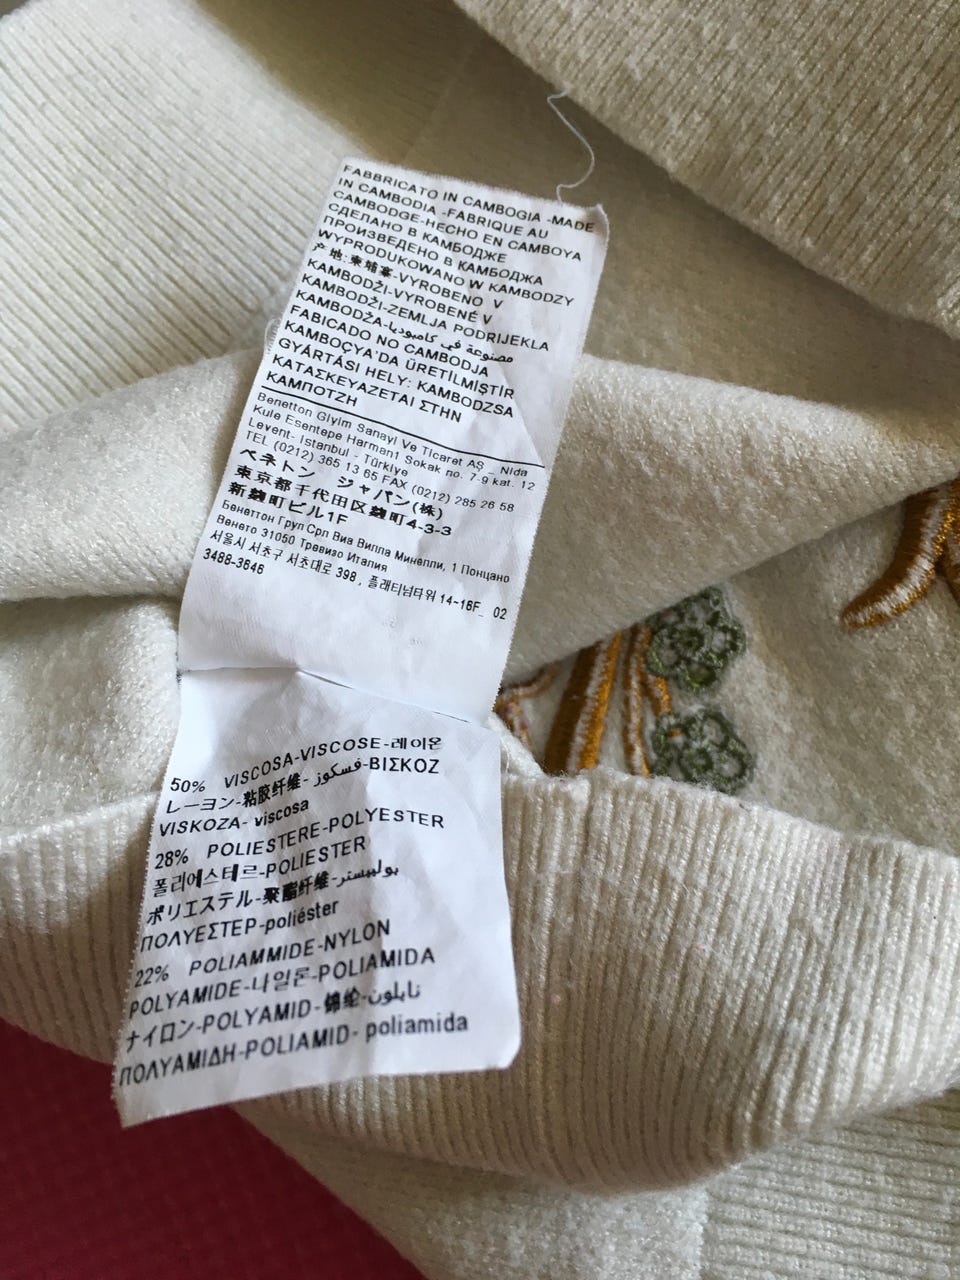 FABBRICATO IN CAMBOGIA -MADE
IN CAMBODIA -FABRIQUE AU
CAMBODGE-HECHO EN CAMBOYA
СДЕЛАНО В КАМБОДЖЕ
ПРОИЗВЕДЕНО В КАМБОДЖА
WYPRODUKOWANO W KAMBODZY
产地:柬埔寨-VYROBENO V
KAMBODŽI-VYROBENÉ V
KAMBODŽI-ZEMLJA PODRIJEKLA
KAMBODŽA-مصنوعة في كامبوديا
FABICADO NO CAMBODJA
KAMBOÇYA'DA ÜRETİLMİŞTİR
GYÁRTÁSI HELY: KAMBODZSA
ΚΑΤΑΣΚΕΥΑΖΕΤΑΙ ΣΤΗΝ
ΚΑΜΠΟΤΖΗ
Benetton Giyim Sanayi Ve Ticaret AŞ _ Nida
Kule Esentepe Harman1 Sokak no. 7-9 kat. 12
Levent- Istanbul - Türkiye
TEL (0212) 365 13 65 FAX (0212) 285 26 58
ベネトン ジャパン(株)
東京都千代田区麹町4-3-3
新麹町ビル1F
Бенеттон Груп Срл Виа Вилла Минелли, 1 Понцано
Венето 31050 Тревизо Италия
서울시 서초구 서초대로 398, 플래티넘타워 14~16F_ 02
3488-3646
50% VISCOSA-VISCOSE-레이온
レーヨン-粘胶纤维-فسكوز-ΒΙΣΚΟΖ
VISKOZA- viscosa
28% POLIESTERE-POLYESTER
폴리에스테르-POLIESTER
ポリエステル-聚酯纤维-بوليستر
ΠΟΛΥΕΣΤΕΡ-poliéster
22% POLIAMMIDE-NYLON
POLYAMIDE-나일론-POLIAMIDA
ナイロン-POLYAMID-锦纶-نايلون
ΠΟΛΥΑΜΙΔΗ-POLIAMID- poliamida